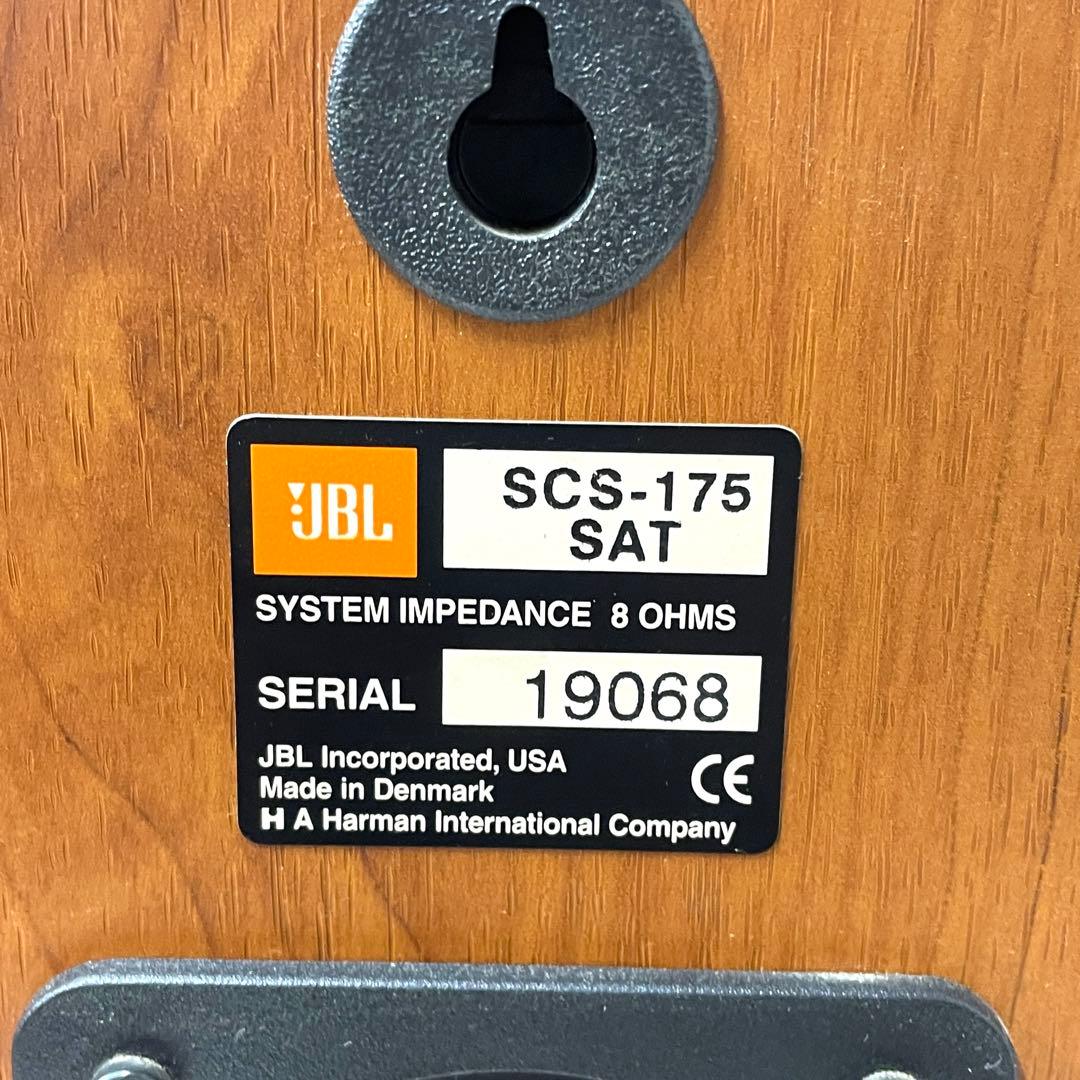 JBL
SCS-175
SAT
SYSTEM IMPEDANCE 8 OHMS
SERIAL 19068
JBL Incorporated, USA
Made in Denmark
CE
H A Harman International Company